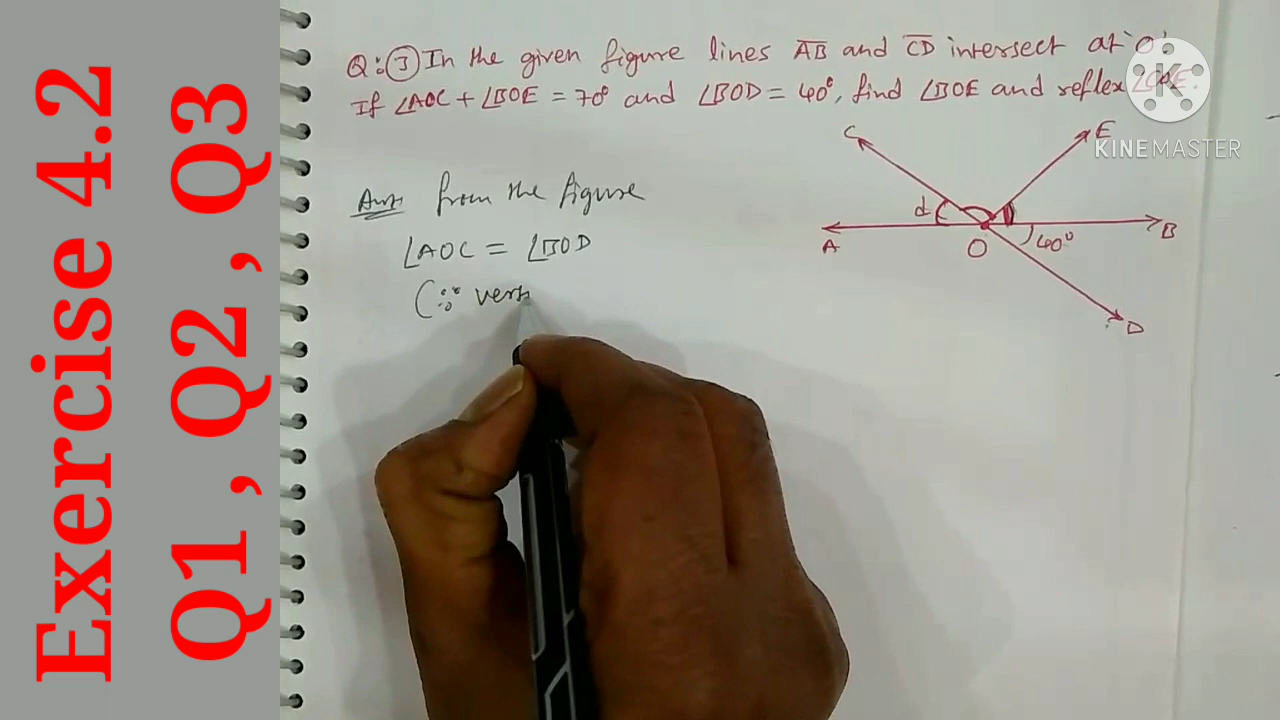 Exercise 4.2
Q1 , Q2 , Q3
Q:③ In the given figure lines AB and CD intersect at 'O'.
If ∠AOC + ∠BOE = 70° and ∠BOD = 40°, find ∠BOE and reflex
KINEMASTER
C
E
Ans from the figure
d
A
B
O
40°
∠AOC = ∠BOD
(∵ vert
D